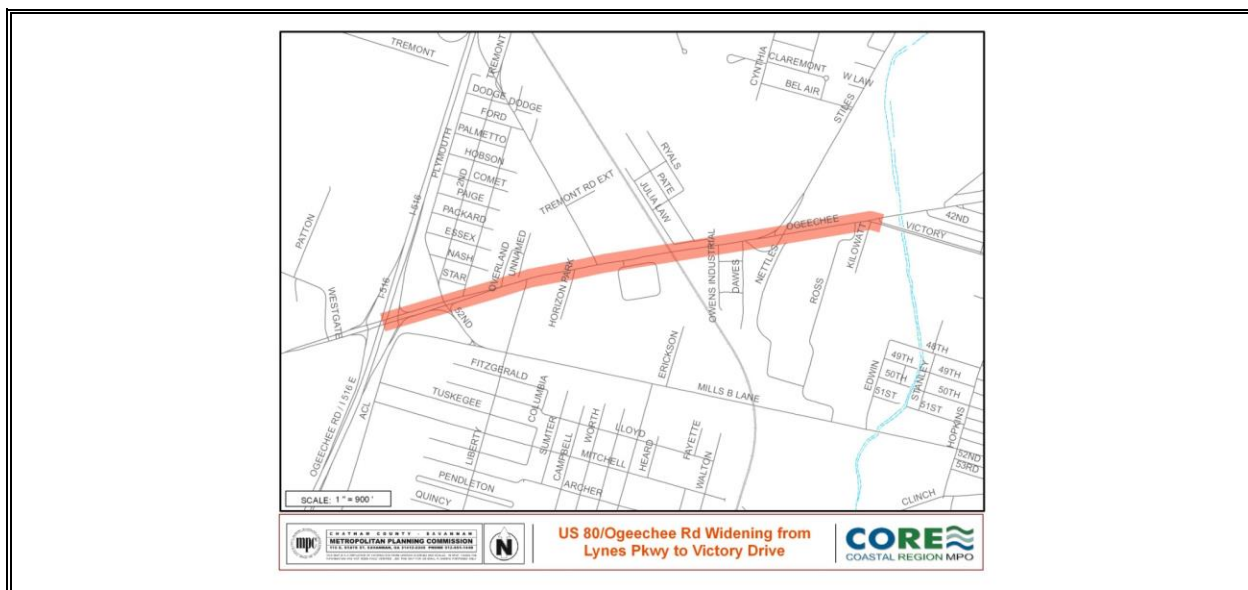 TREMONT
TREMONT
CYNTHIA
CLAREMONT
BEL AIR
W LAW
STILES
DODGE
DODGE
FORD
PALMETTO
HOBSON
COMET
PAIGE
PACKARD
ESSEX
NASH
STAR
2ND
PLYMOUTH
I-516
I-516
PATTON
WESTGATE
TREMONT RD EXT
RYALS
PATE
JULIA LAW
OVERLAND
UNNAMED
HORIZON PARK
52ND
OGEECHEE
VICTORY
42ND
KILOWATT
OWENS INDUSTRIAL
DAWES
NETTLES
ROSS
EDWIN
STANLEY
48TH
49TH
49TH
50TH
50TH
51ST
51ST
HOPKINS
52ND
53RD
CLINCH
ERICKSON
MILLS B LANE
FITZGERALD
TUSKEGEE
COLUMBIA
LIBERTY
SUMTER
CAMPBELL
WORTH
LLOYD
MITCHELL
HEARD
FAYETTE
WALTON
ARCHER
PENDLETON
QUINCY
ACL
OGEECHEE RD / I 516 E
SCALE: 1 " = 900 '
mpc
CHATHAM COUNTY - SAVANNAH
METROPOLITAN PLANNING COMMISSION
N
US 80/Ogeechee Rd Widening from
Lynes Pkwy to Victory Drive
CORE
COASTAL REGION MPO